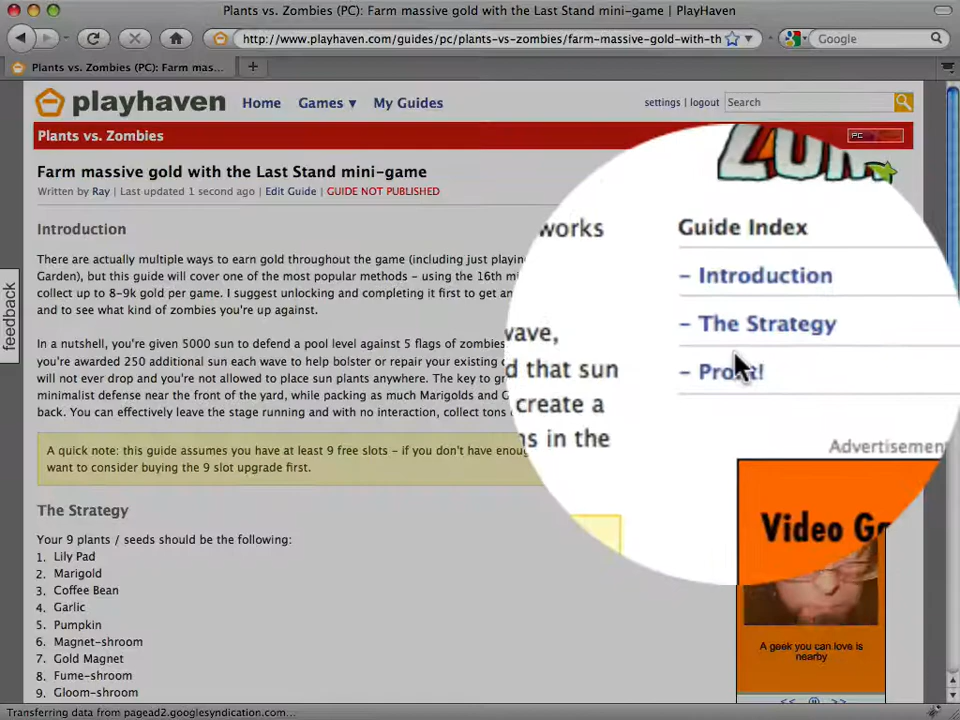 Plants vs. Zombies (PC): Farm massive gold with the Last Stand mini-game | PlayHaven
http://www.playhaven.com/guides/pc/plants-vs-zombies/farm-massive-gold-with-th
Google
Plants vs. Zombies (PC): Farm mas...
playhaven
Home
Games ▼
My Guides
settings | logout
Search
Plants vs. Zombies
PC
Farm massive gold with the Last Stand mini-game
Written by Ray | Last updated 1 second ago | Edit Guide | GUIDE NOT PUBLISHED
Introduction
There are actually multiple ways to earn gold throughout the game (including just playing
Garden), but this guide will cover one of the most popular methods - using the 16th mi
collect up to 8-9k gold per game. I suggest unlocking and completing it first to get an
and to see what kind of zombies you're up against.
In a nutshell, you're given 5000 sun to defend a pool level against 5 flags of zombies
you're awarded 250 additional sun each wave to help bolster or repair your existing
will not ever drop and you're not allowed to place sun plants anywhere. The key to gr
minimalist defense near the front of the yard, while packing as much Marigolds and G
back. You can effectively leave the stage running and with no interaction, collect tons
works
wave,
d that sun
create a
ns in the
Guide Index
- Introduction
- The Strategy
- Profit!
Advertisement
A quick note: this guide assumes you have at least 9 free slots - if you don't have enou
want to consider buying the 9 slot upgrade first.
The Strategy
Your 9 plants / seeds should be the following:
1. Lily Pad
2. Marigold
3. Coffee Bean
4. Garlic
5. Pumpkin
6. Magnet-shroom
7. Gold Magnet
8. Fume-shroom
9. Gloom-shroom
Video G
A geek you can love is
nearby
feedback
Transferring data from pagead2.googlesyndication.com...